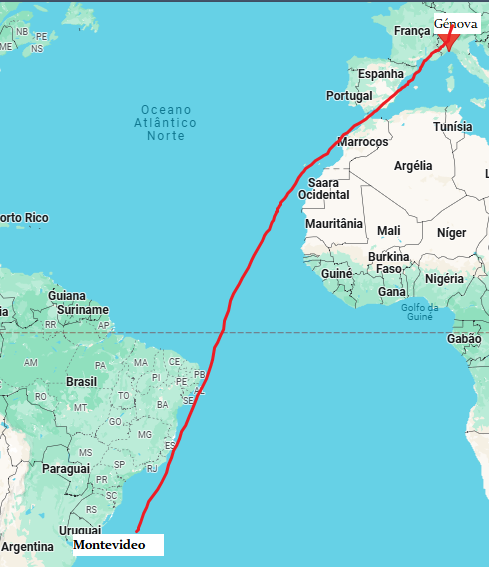 Génova
França
NB
PE
ME
NS
Espanha
Portugal
Oceano
Atlântico
Norte
Tunísia
Marrocos
Argélia
Saara
Ocidental
orto Rico
Mauritânia
Mali
Níger
Burkina
Faso
Guiné
Nigéria
Gana
Guiana
Suriname
Golfo da
Guiné
RR
AP
Gabão
AM
PA
MA
CE
PB
Brasil
PI
PE
AL
RO
TO
SE
MT
BA
GO
MG
ES
MS
SP
RJ
Paraguai
PR
SC
RS
Uruguai
Montevideo
Argentina